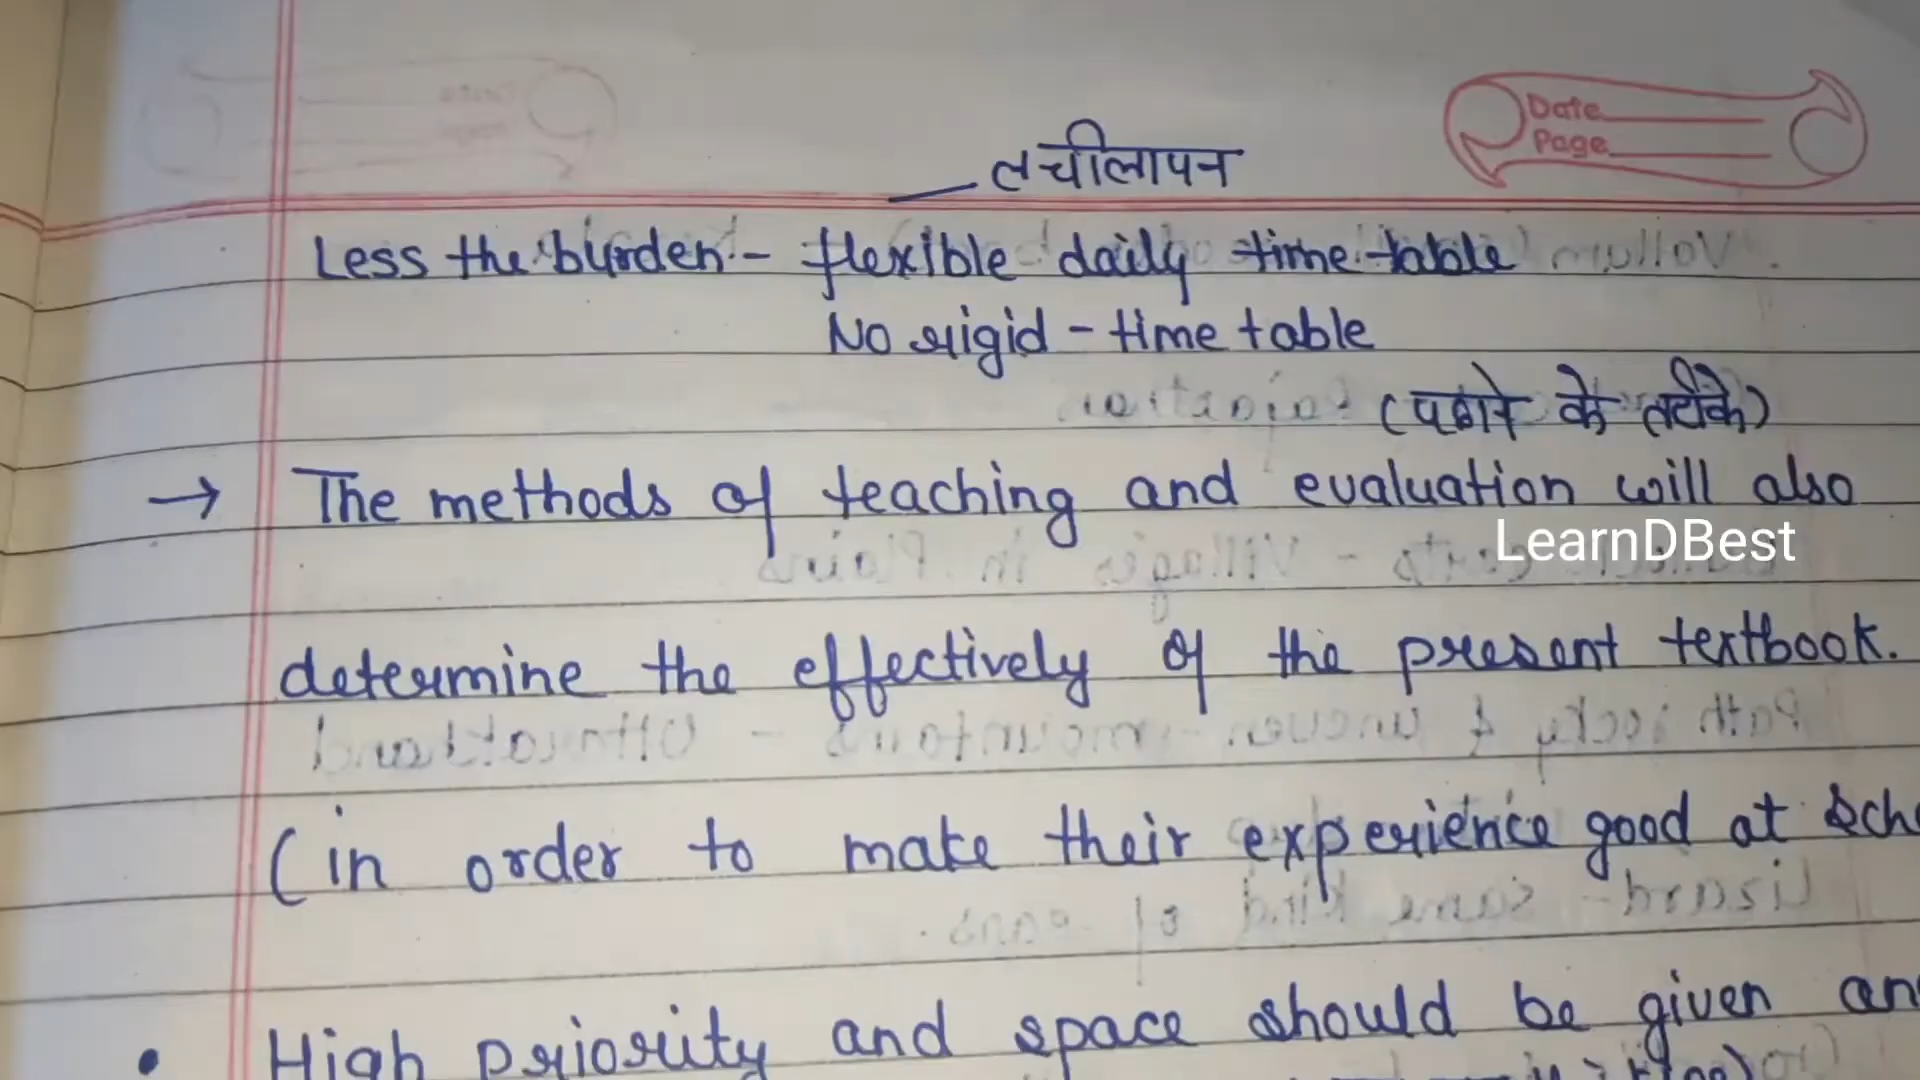 लचीलापन
Date
Page
Less the burden - flexible daily time-table
No rigid - time table
(पढाने के तरीके)
→ The methods of teaching and evaluation will also
LearnDBest
determine the effectively of the present textbook.
(in order to make their experience good at sch
• High priority and space should be given an